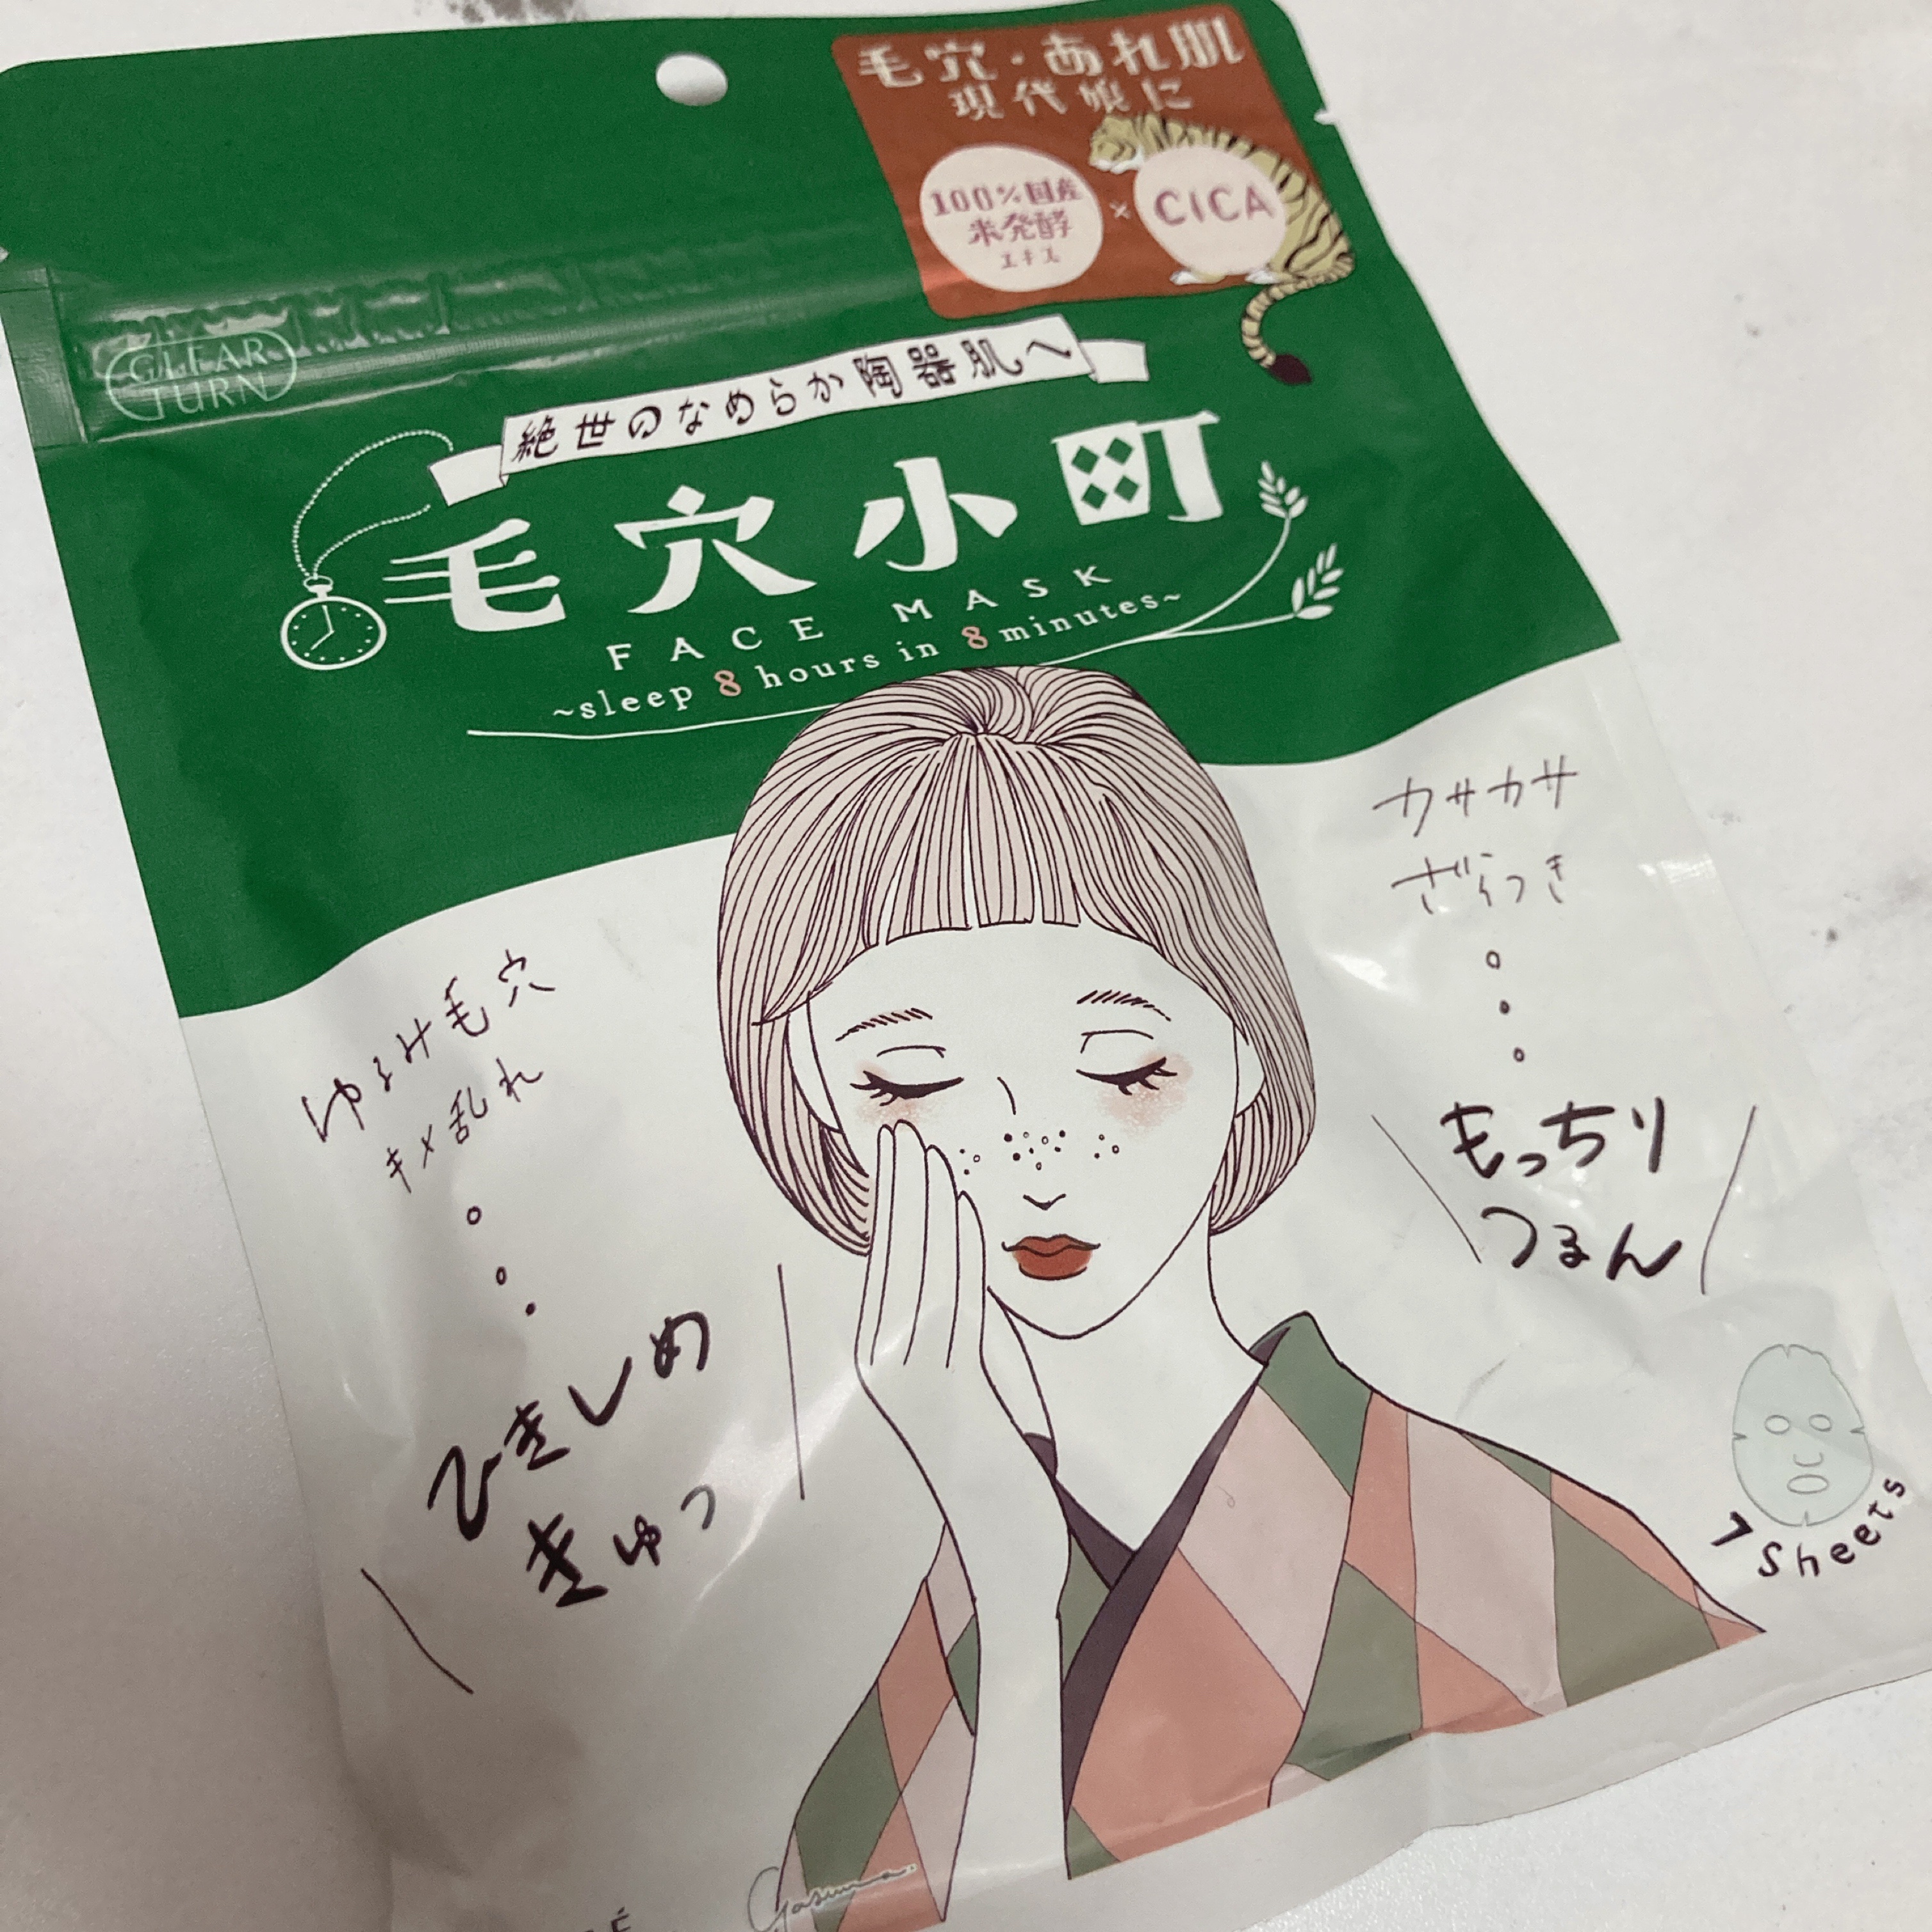 毛穴・あれ肌
現代娘に
100%国産
米発酵
エキス
×
CICA
CLEAR
TURN
絶世のなめらか陶器肌へ
毛穴小町
FACE MASK
~sleep 8 hours in 8 minutes~
カサカサ
ざらつき
もっちり
つるん
ゆるみ毛穴
キメ乱れ
ひきしめ
きゅっ
7 Sheets